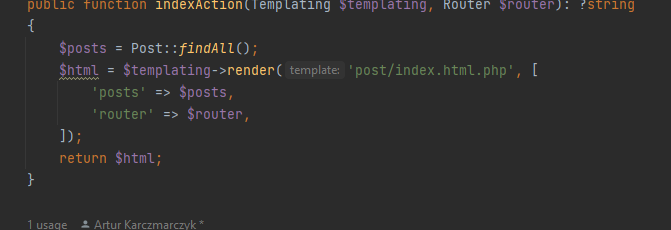 public function indexAction(Templating $templating, Router $router): ?string
{
    $posts = Post::findAll();
    $html = $templating->render( template: 'post/index.html.php', [
        'posts' => $posts,
        'router' => $router,
    ]);
    return $html;
}
1 usage Artur Karczmarczyk *